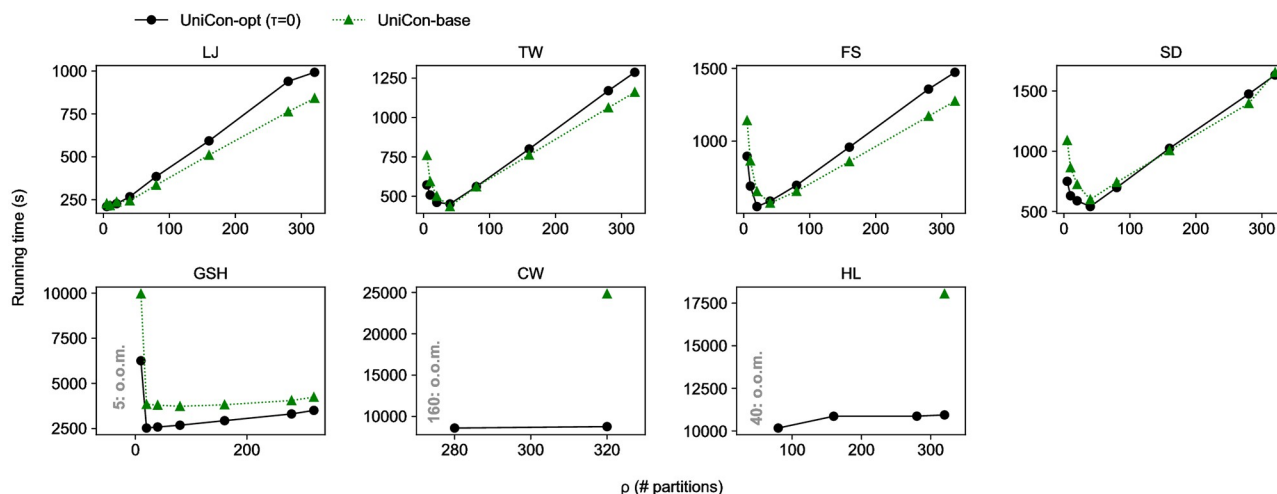 UniCon-opt (τ=0) UniCon-base
LJ TW FS SD
1000 1250 1500 1500
750 1000 1000 1000
500 750 500
250 500
0 100 200 300 0 100 200 300 0 100 200 300 0 100 200 300
Running time (s)
GSH CW HL
10000 25000 17500
7500 20000 15000
5000 15000 12500
2500 10000 10000
5: o.o.m. 160: o.o.m. 40: o.o.m.
0 200 280 300 320 100 200 300
ρ (# partitions)